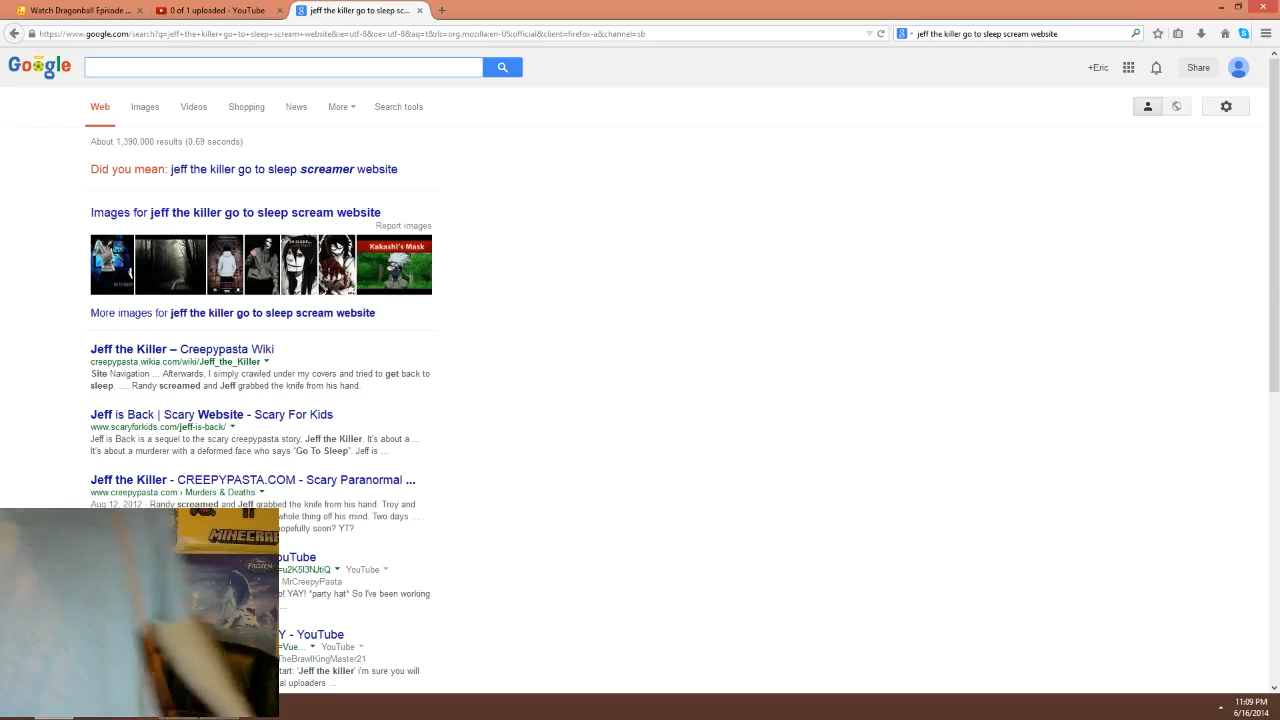 Watch Dragonball Episode ...
0 of 1 uploaded - YouTube
jeff the killer go to sleep sc...
https://www.google.com/search?q=jeff+the+killer+go+to+sleep+scream+website&ie=utf-8&oe=utf-8&aq=t&rls=org.mozilla:en-US:official&client=firefox-a&channel=sb
jeff the killer go to sleep scream website
Google
+Eric
Share
Web Images Videos Shopping News More Search tools
About 1,390,000 results (0.69 seconds)
Did you mean: jeff the killer go to sleep screamer website
Images for jeff the killer go to sleep scream website
Report images
Kakashi's Mask
More images for jeff the killer go to sleep scream website
Jeff the Killer – Creepypasta Wiki
creepypasta.wikia.com/wiki/Jeff_the_Killer
Site Navigation ... Afterwards, I simply crawled under my covers and tried to get back to
sleep. .... Randy screamed and Jeff grabbed the knife from his hand.
Jeff is Back | Scary Website - Scary For Kids
www.scaryforkids.com/jeff-is-back/
Jeff is Back is a sequel to the scary creepypasta story, Jeff the Killer. It's about a ...
It's about a murderer with a deformed face who says "Go To Sleep". Jeff is ...
Jeff the Killer - CREEPYPASTA.COM - Scary Paranormal ...
www.creepypasta.com › Murders & Deaths
Aug 12, 2012 - Randy screamed and Jeff grabbed the knife from his hand. Troy and
whole thing off his mind. Two days .....
opefully soon? YT?
MINECRAFT
FROZEN
ouTube
=u2K5I3NJtiQ
YouTube
MrCreepyPasta
o! YAY! *party hat* So I've been working
...
Y - YouTube
=Vue...
YouTube
TheBrawlKingMaster21
tart: 'Jeff the killer' i'm sure you will
al uploaders ...
11:09 PM
6/16/2014